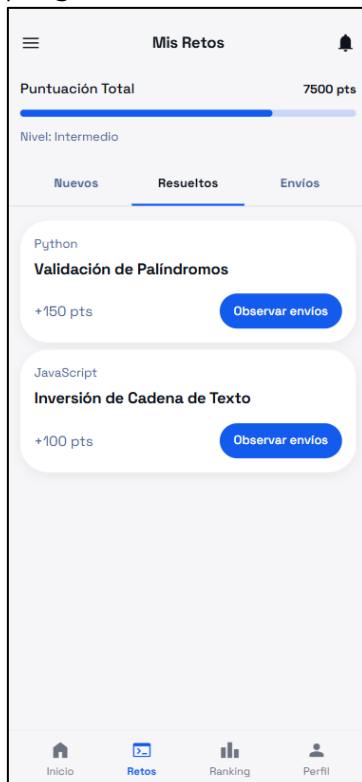 Mis Retos
Puntuación Total 7500 pts
Nivel: Intermedio
Nuevos Resueltos Envíos
Python
Validación de Palíndromos
+150 pts Observar envíos
JavaScript
Inversión de Cadena de Texto
+100 pts Observar envíos
Inicio Retos Ranking Perfil